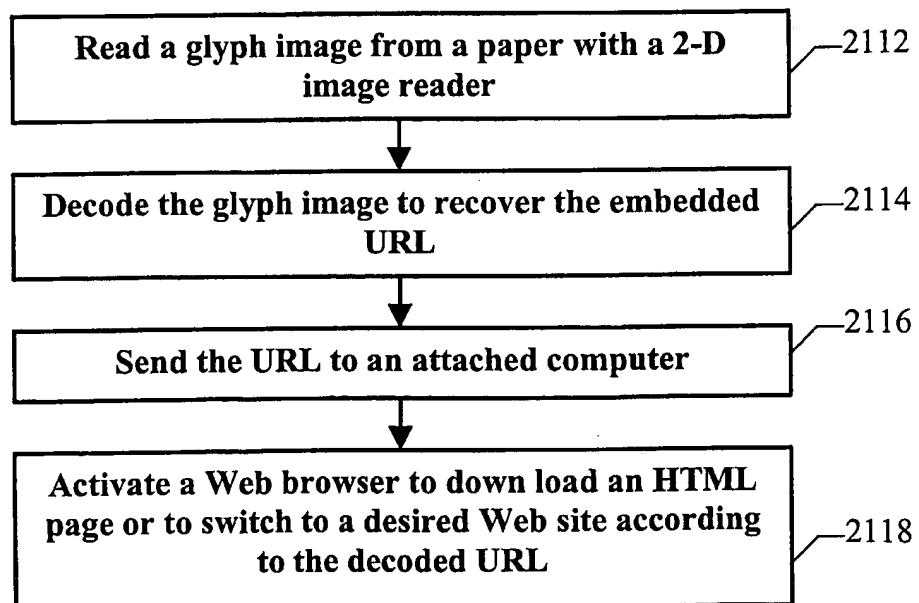 Read a glyph image from a paper with a 2-D
image reader
2112
Decode the glyph image to recover the embedded
URL
2114
Send the URL to an attached computer
2116
Activate a Web browser to down load an HTML
page or to switch to a desired Web site according
to the decoded URL
2118